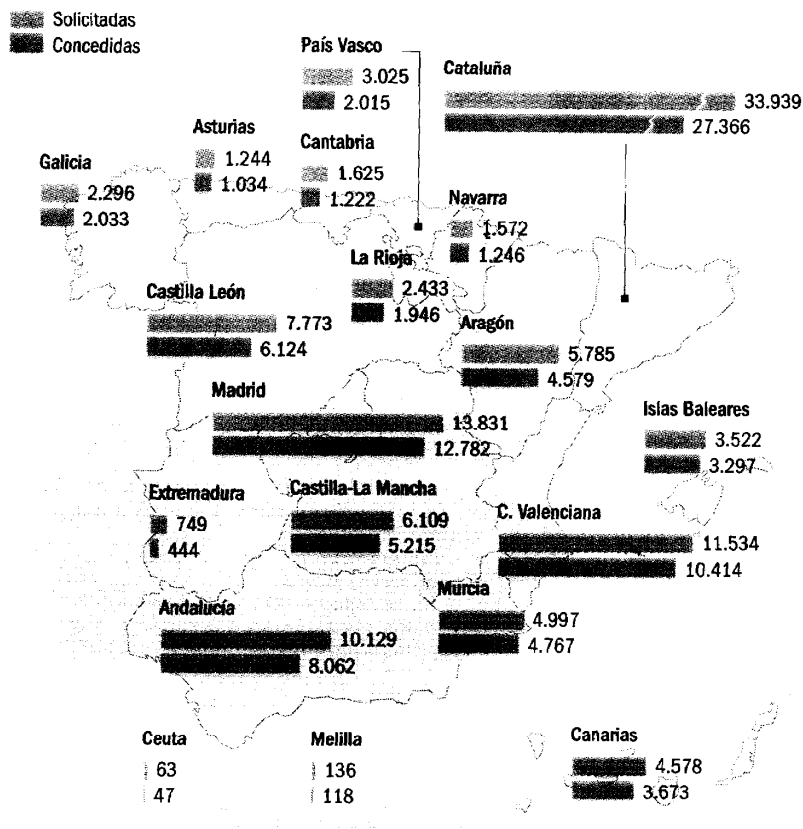 Solicitadas
Concedidas
País Vasco
3.025
2.015
Cataluña
33.939
27.366
Asturias
1.244
1.034
Cantabria
1.625
1.222
Galicia
2.296
2.033
Navarra
1.572
1.246
La Rioja
2.433
1.946
Castilla León
7.773
6.124
Aragón
5.785
4.579
Madrid
13.831
12.782
Islas Baleares
3.522
3.297
Extremadura
749
444
Castilla-La Mancha
6.109
5.215
C. Valenciana
11.534
10.414
Murcia
4.997
4.767
Andalucía
10.129
8.062
Ceuta
63
47
Melilla
136
118
Canarias
4.578
3.673